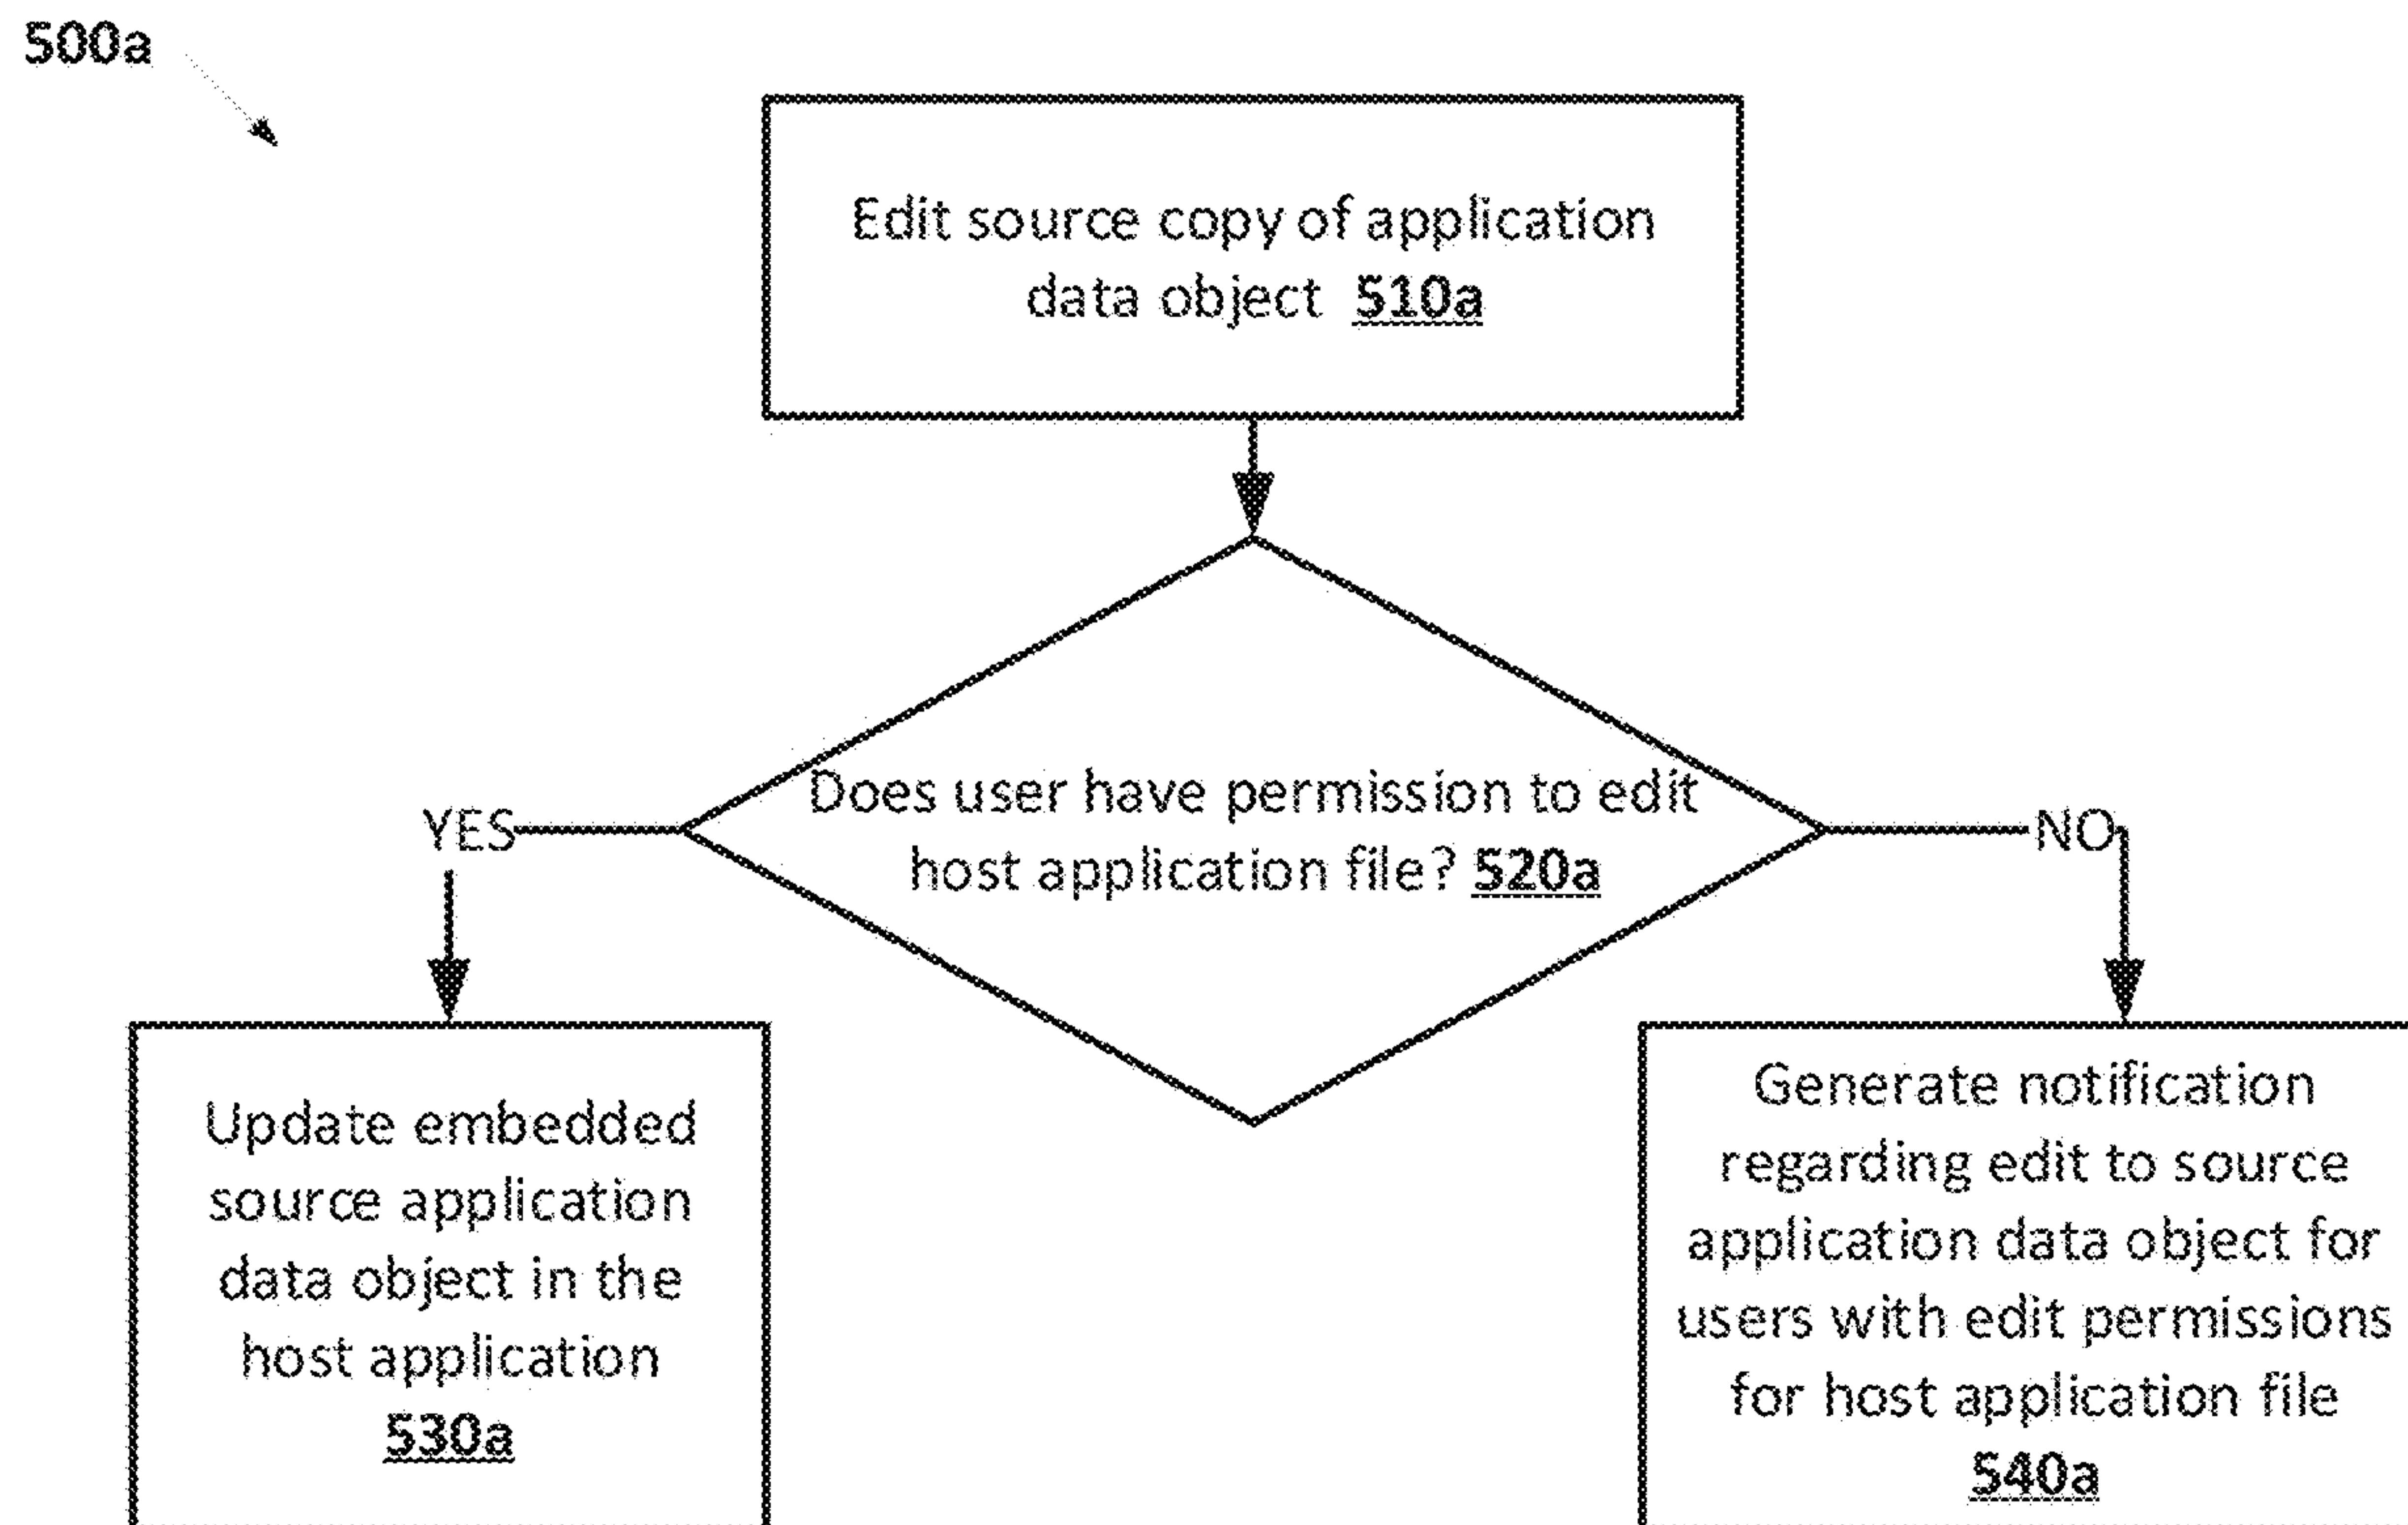 500a
Edit source copy of application
data object 510a
Does user have permission to edit
host application file? 520a
YES
NO
Update embedded
source application
data object in the
host application
530a
Generate notification
regarding edit to source
application data object for
users with edit permissions
for host application file
540a